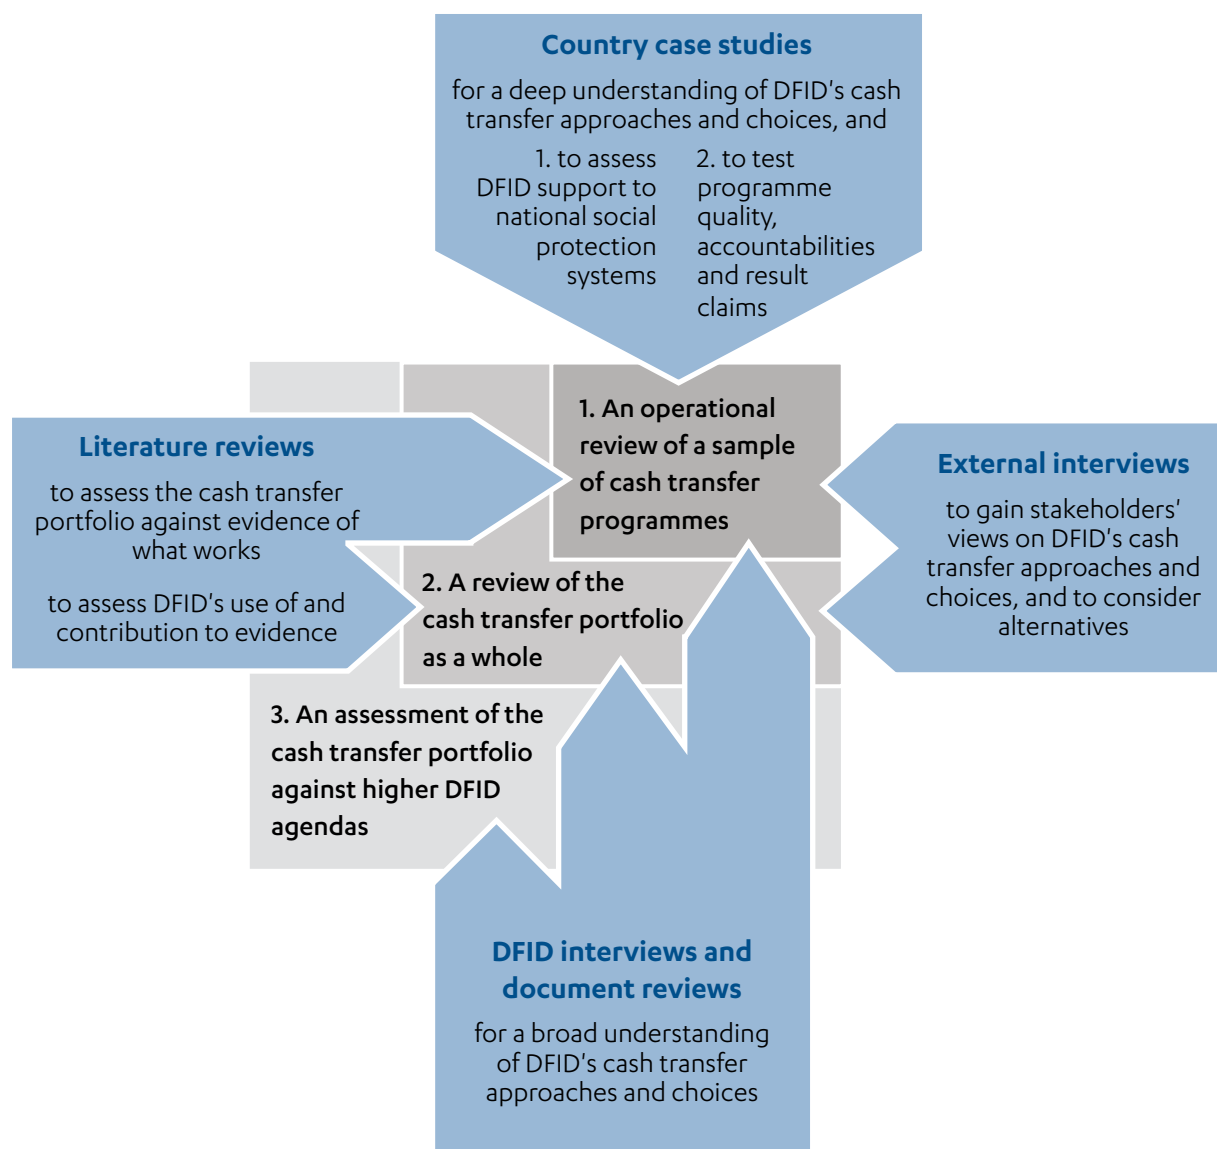 Country case studies
for a deep understanding of DFID's cash
transfer approaches and choices, and
1. to assess
DFID support to
national social
protection
systems
2. to test
programme
quality,
accountabilities
and result
claims
1. An operational
review of a sample
of cash transfer
programmes
Literature reviews
to assess the cash transfer
portfolio against evidence of
what works
to assess DFID's use of and
contribution to evidence
External interviews
to gain stakeholders'
views on DFID's cash
transfer approaches and
choices, and to consider
alternatives
2. A review of the
cash transfer portfolio
as a whole
3. An assessment of the
cash transfer portfolio
against higher DFID
agendas
DFID interviews and
document reviews
for a broad understanding
of DFID's cash transfer
approaches and choices